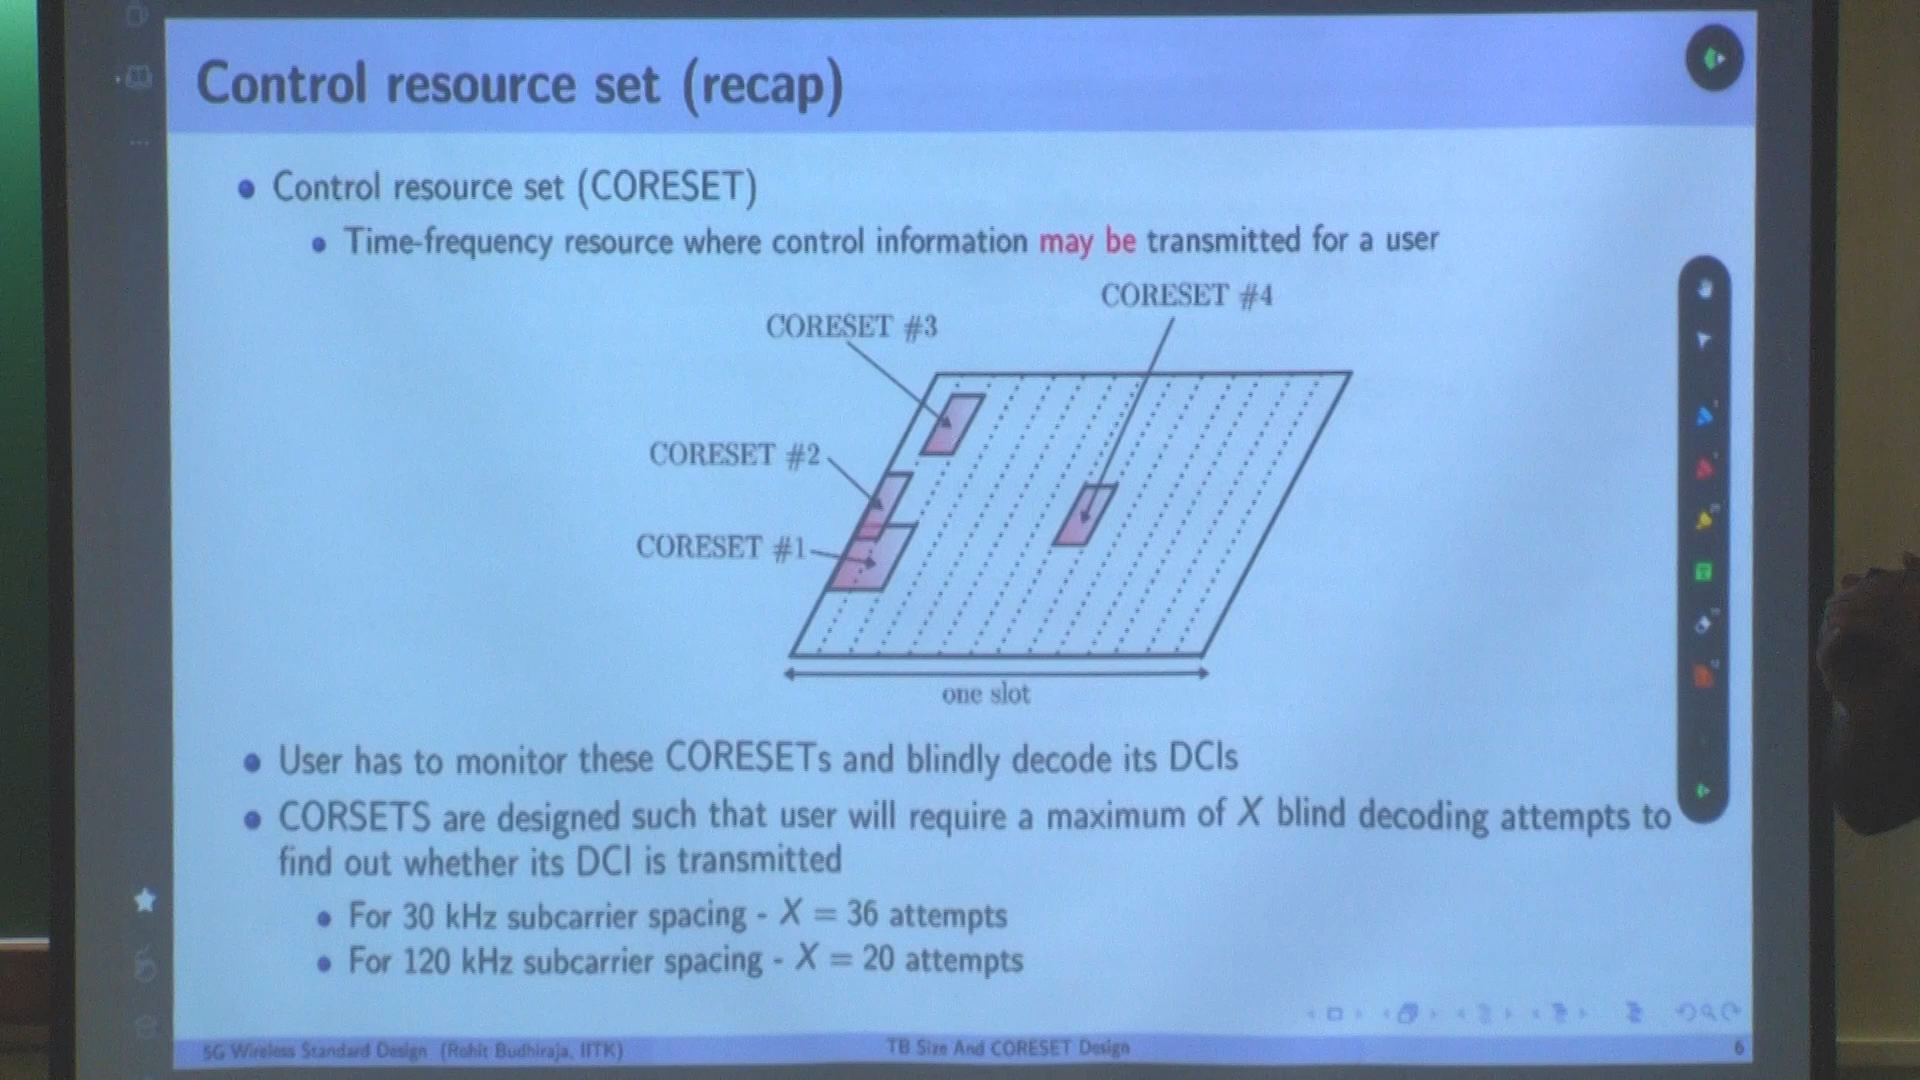 Control resource set (recap)
Control resource set (CORESET)
Time-frequency resource where control information may be transmitted for a user
CORESET #4
CORESET #3
CORESET #2
CORESET #1
one slot
User has to monitor these CORESETs and blindly decode its DCIs
CORSETS are designed such that user will require a maximum of X blind decoding attempts to
find out whether its DCI is transmitted
For 30 kHz subcarrier spacing - X = 36 attempts
For 120 kHz subcarrier spacing - X = 20 attempts
5G Wireless Standard Design (Rohit Budhiraja, IITK)
TB Size And CORESET Design
6